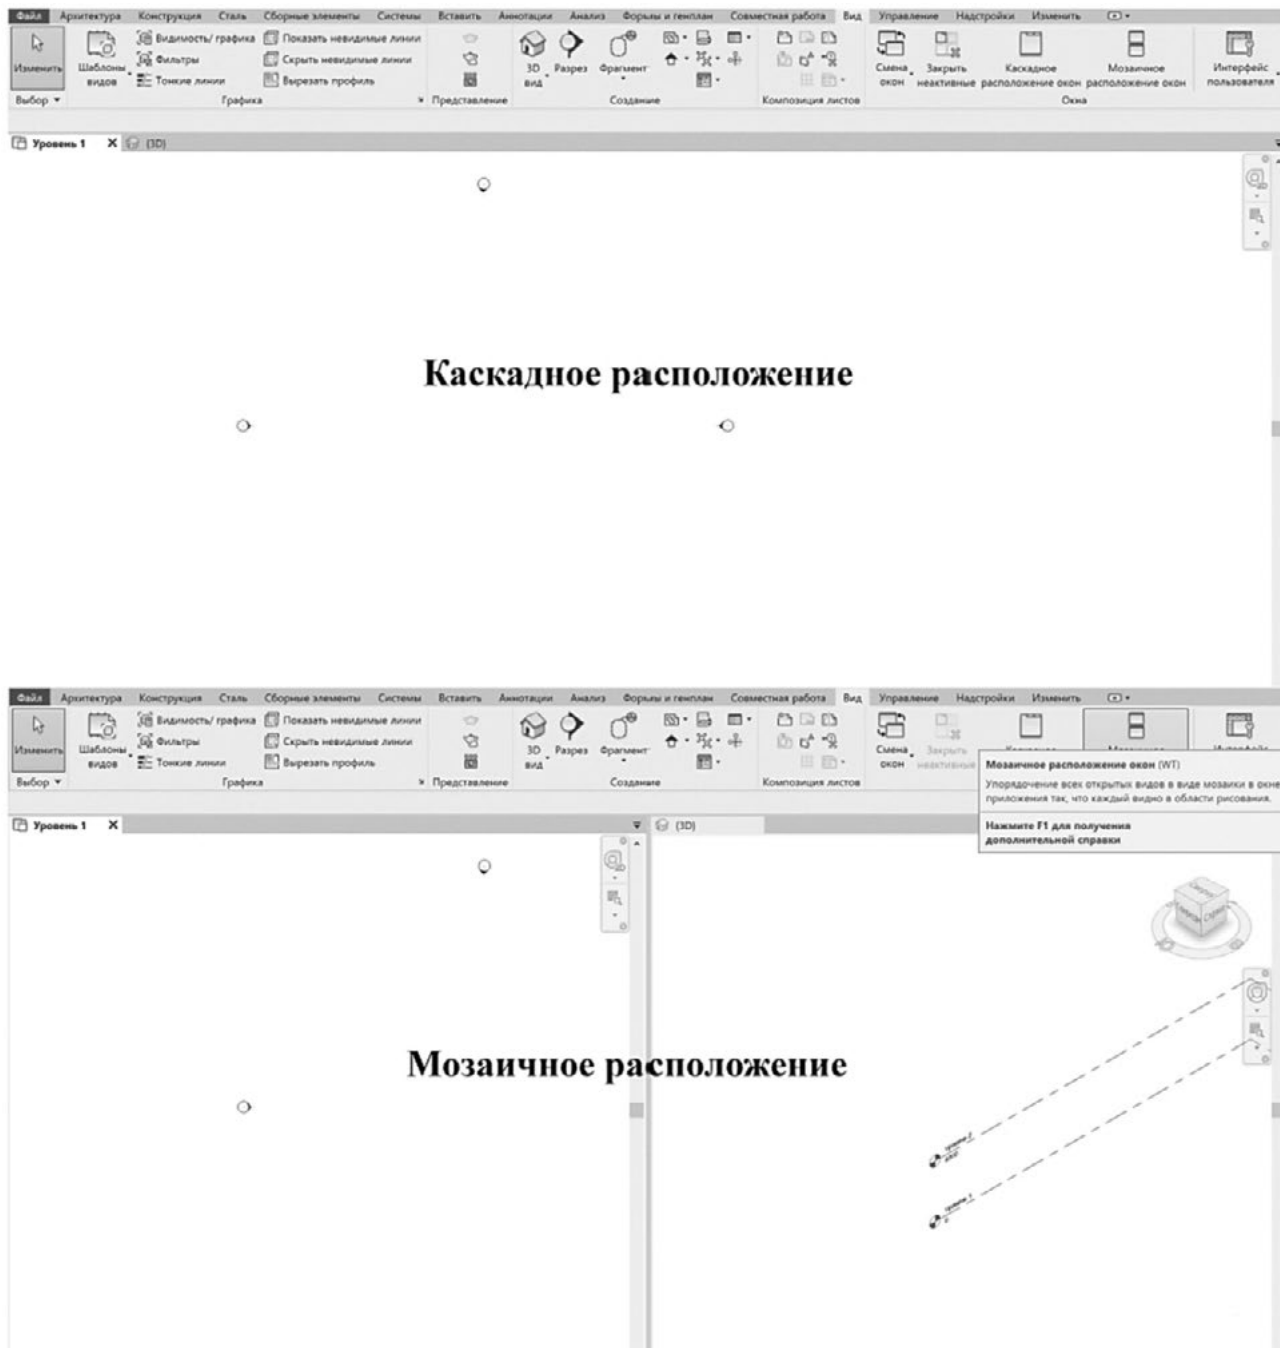 Файл Архитектура Конструкция Сталь Сборные элементы Системы Вставить Аннотации Анализ Формы и генплан Совместная работа Вид Управление Надстройки Изменить
Видимость/ графика Показать невидимые линии
Фильтры Скрыть невидимые линии
Тонкие линии Вырезать профиль
Изменить Шаблоны видов 3D вид Разрез Фрагмент Смена окон Закрыть неактивные Каскадное расположение окон Мозаичное расположение окон Интерфейс пользователя
Выбор Графика Представление Создание Композиция листов Окна
Уровень 1 (3D)
Каскадное расположение
Файл Архитектура Конструкция Сталь Сборные элементы Системы Вставить Аннотации Анализ Формы и генплан Совместная работа Вид Управление Надстройки Изменить
Видимость/ графика Показать невидимые линии
Фильтры Скрыть невидимые линии
Тонкие линии Вырезать профиль
Изменить Шаблоны видов 3D вид Разрез Фрагмент Смена окон Закрыть неактивные
Выбор Графика Представление Создание Композиция листов
Мозаичное расположение окон (WT)
Упорядочение всех открытых видов в виде мозаики в окне
приложения так, что каждый видно в области рисования.
Нажмите F1 для получения
дополнительной справки
Уровень 1 (3D)
Мозаичное расположение